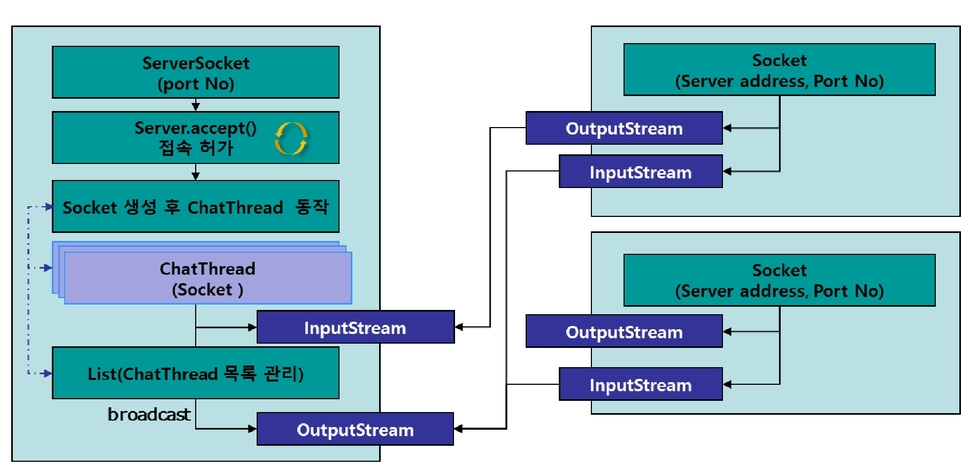 ServerSocket
(port No)
Server.accept()
접속 허가
Socket 생성 후 ChatThread 동작
ChatThread
(Socket )
InputStream
List(ChatThread 목록 관리)
broadcast
OutputStream
Socket
(Server address, Port No)
OutputStream
InputStream
Socket
(Server address, Port No)
OutputStream
InputStream